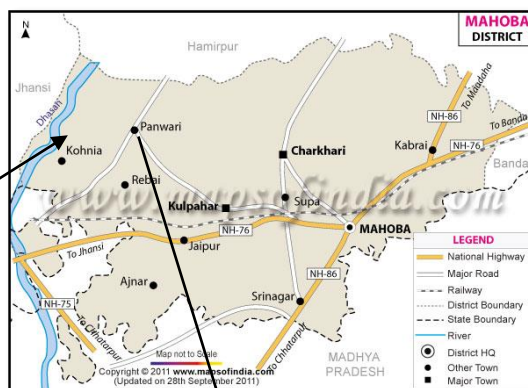 MAHOBA
DISTRICT
N
Hamirpur
Jhansi
Dhasan
To Maudaha
NH-86
To Banda
NH-76
Banda
Panwari
Kohnia
Charkhari
Kabrai
Rebai
www.mapsofindia.com
Kulpahar
Supa
MAHOBA
NH-76
To Jhansi
Jaipur
NH-86
NH-75
Ajnar
Srinagar
To Chhatarpur
To Chhatarpur
MADHYA
PRADESH
Map not to Scale
Copyright © 2011 www.mapsofindia.com
(Updated on 28th September 2011)
LEGEND
National Highway
Major Road
Railway
District Boundary
State Boundary
River
District HQ
Other Town
Major Town